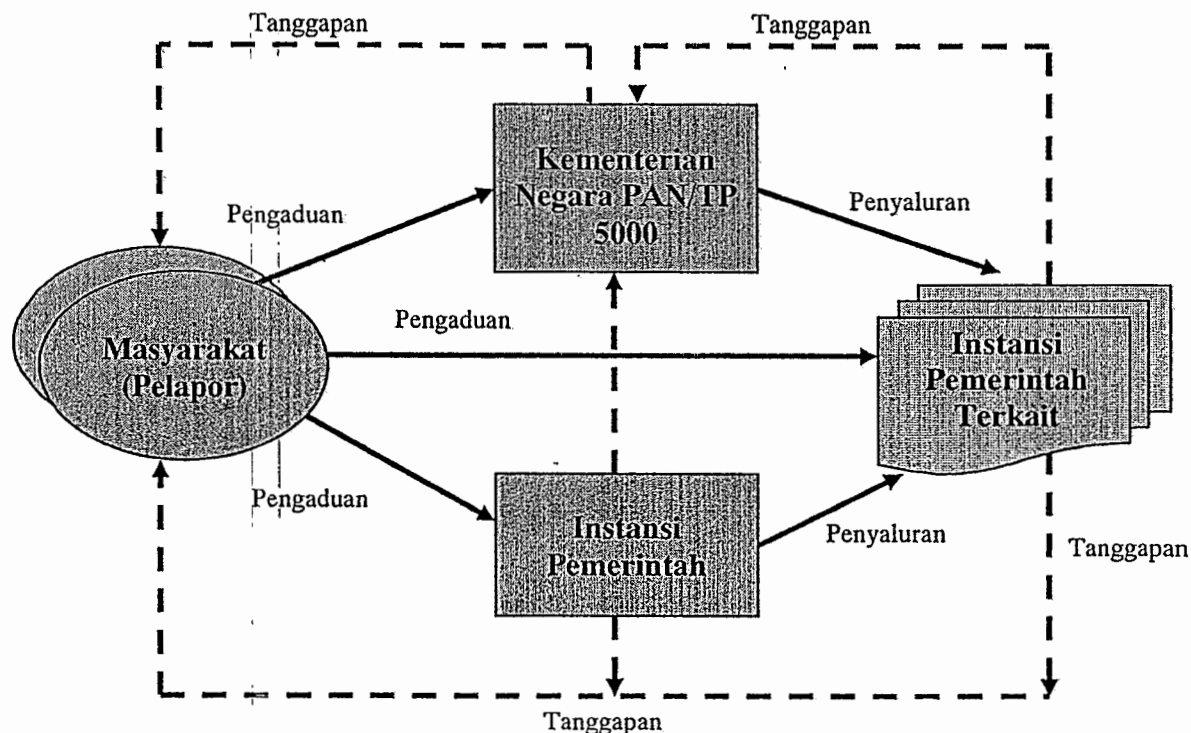 Tanggapan
Tanggapan
Kementerian
Negara PAN/TP
5000
Pengaduan
Penyaluran
Pengaduan
Masyarakat
(Pelapor)
Instansi
Pemerintah
Terkait
Pengaduan
Instansi
Pemerintah
Penyaluran
Tanggapan
Tanggapan